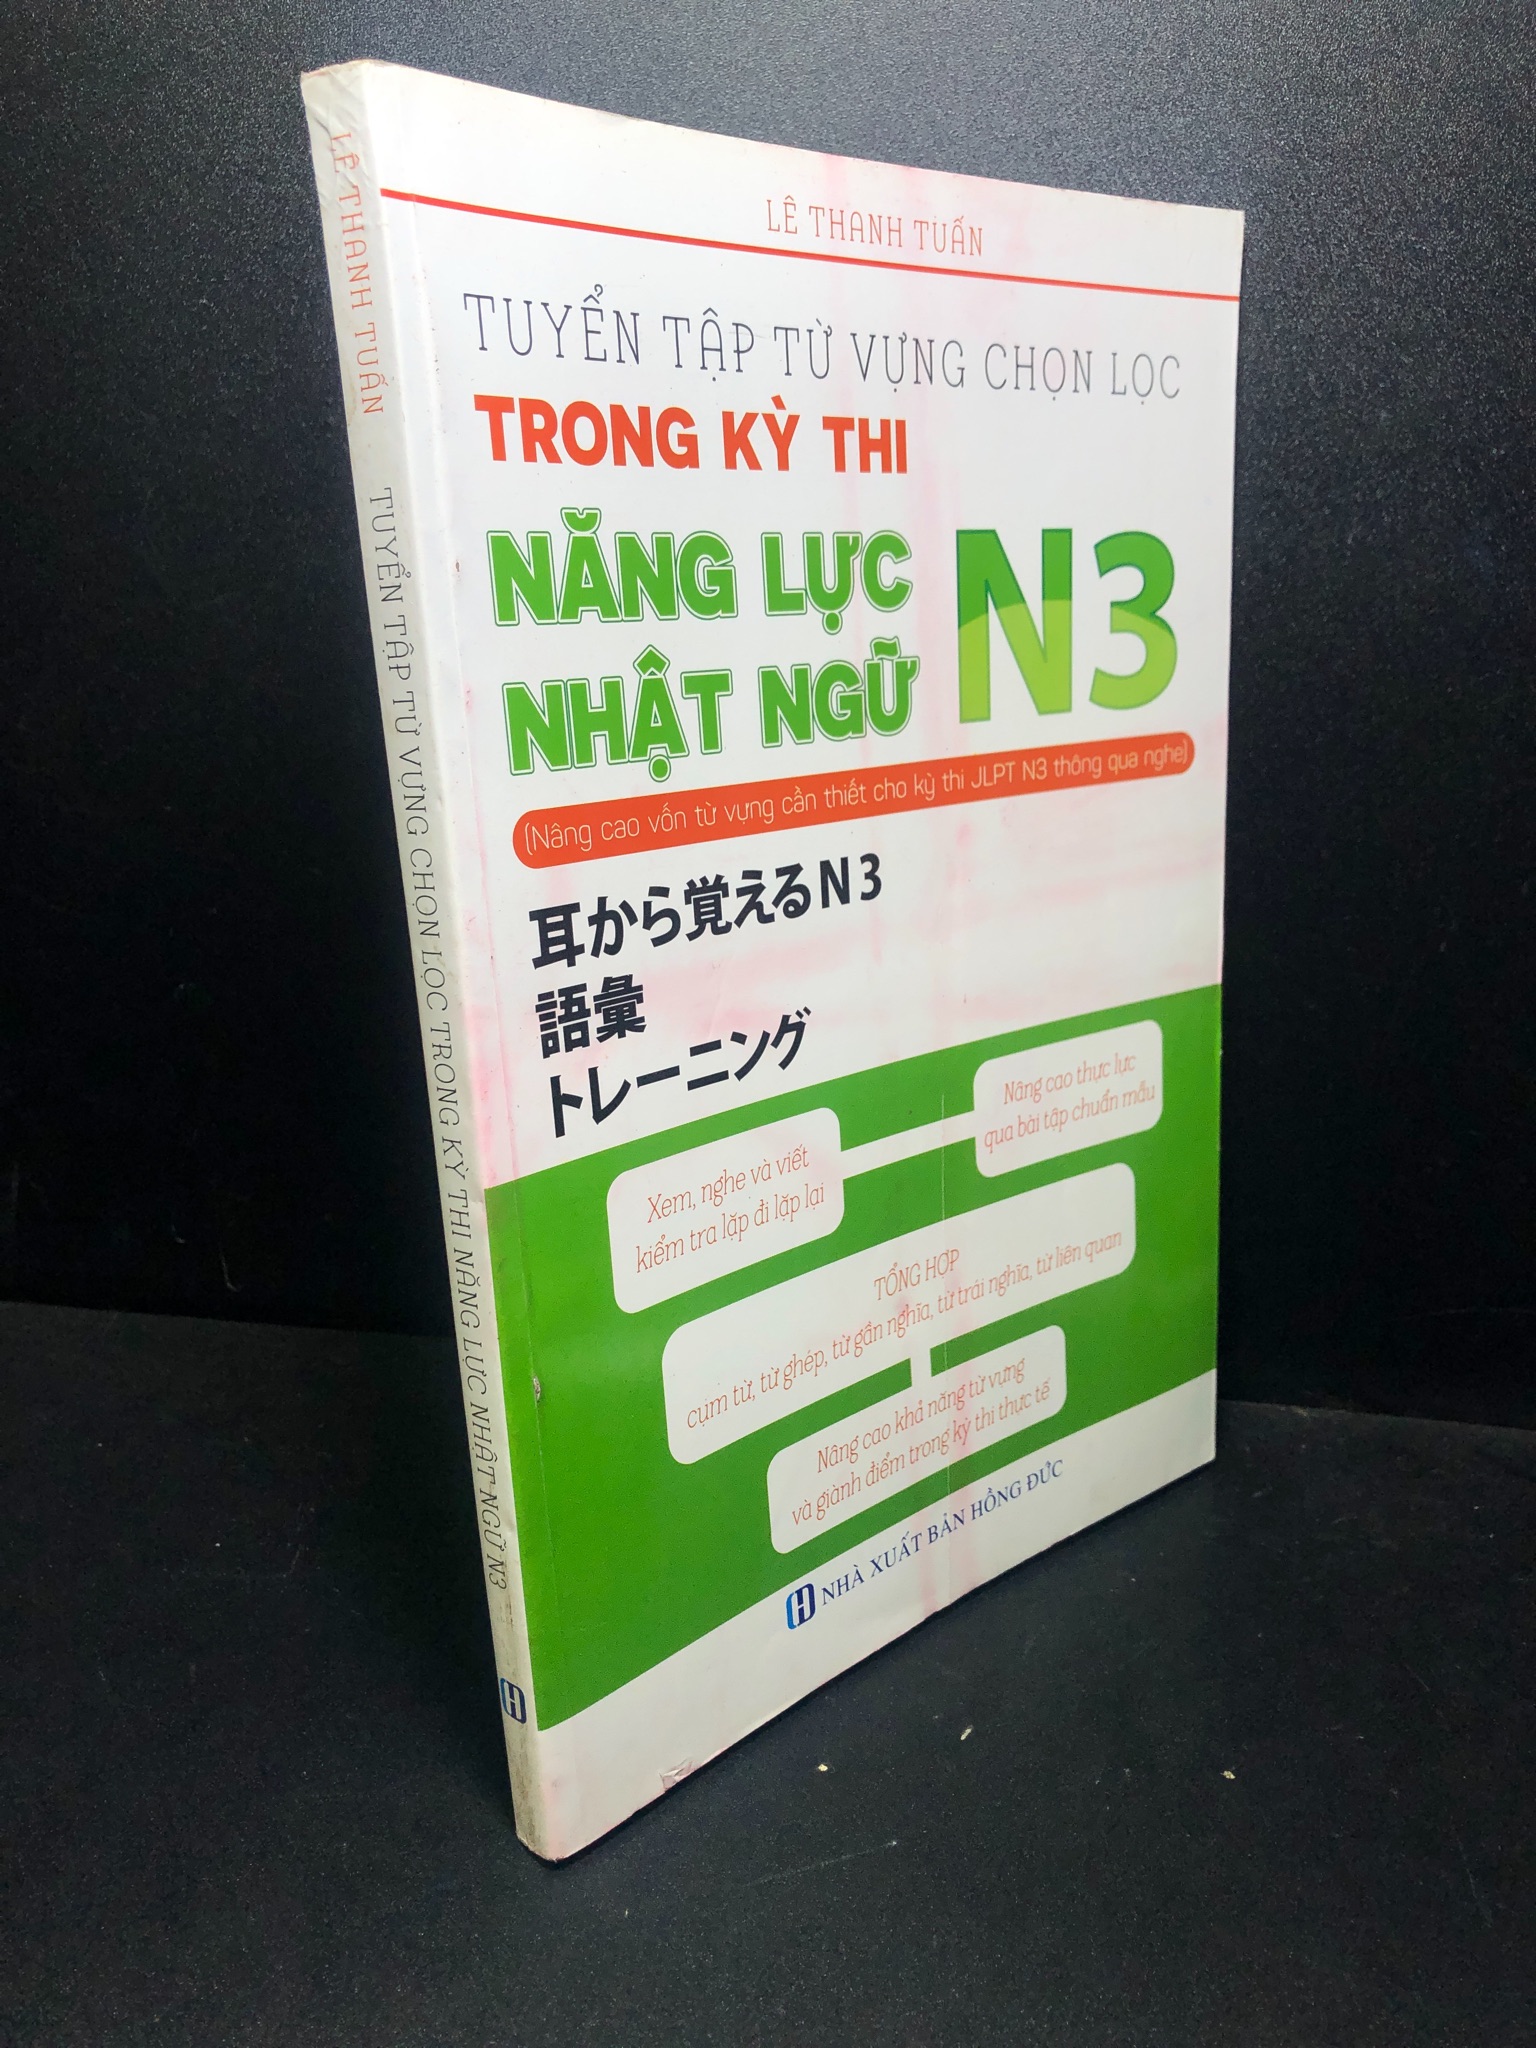 LÊ THANH TUẤN
TUYỂN TẬP TỪ VỰNG CHỌN LỌC
TRONG KỲ THI
NĂNG LỰC
NHẬT NGỮ
N3
(Nâng cao vốn từ vựng cần thiết cho kỳ thi JLPT N3 thông qua nghe)
耳から覚えるN3
語彙
トレーニング
Nâng cao thực lực
qua bài tập chuẩn mẫu
Xem, nghe và viết
kiểm tra lặp đi lặp lại
TỔNG HỢP
cụm từ, từ ghép, từ gần nghĩa, từ trái nghĩa, từ liên quan
Nâng cao khả năng từ vựng
và giành điểm trong kỳ thi thực tế
NHÀ XUẤT BẢN HỒNG ĐỨC
LÊ THANH TUẤN TUYỂN TẬP TỪ VỰNG CHỌN LỌC TRONG KỲ THI NĂNG LỰC NHẬT NGỮ N3